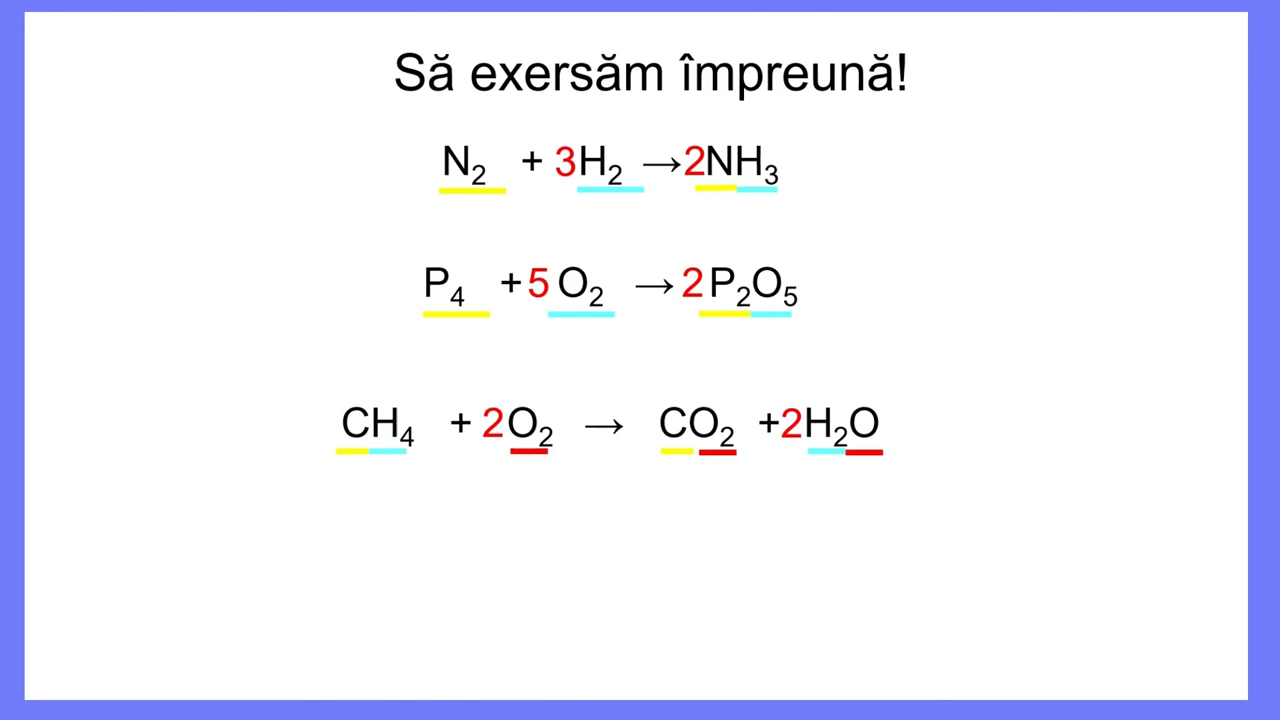 Să exersăm împreună!
N₂ + 3H₂ → 2NH₃
P₄ + 5 O₂ → 2 P₂O₅
CH₄ + 2O₂ → CO₂ + 2H₂O